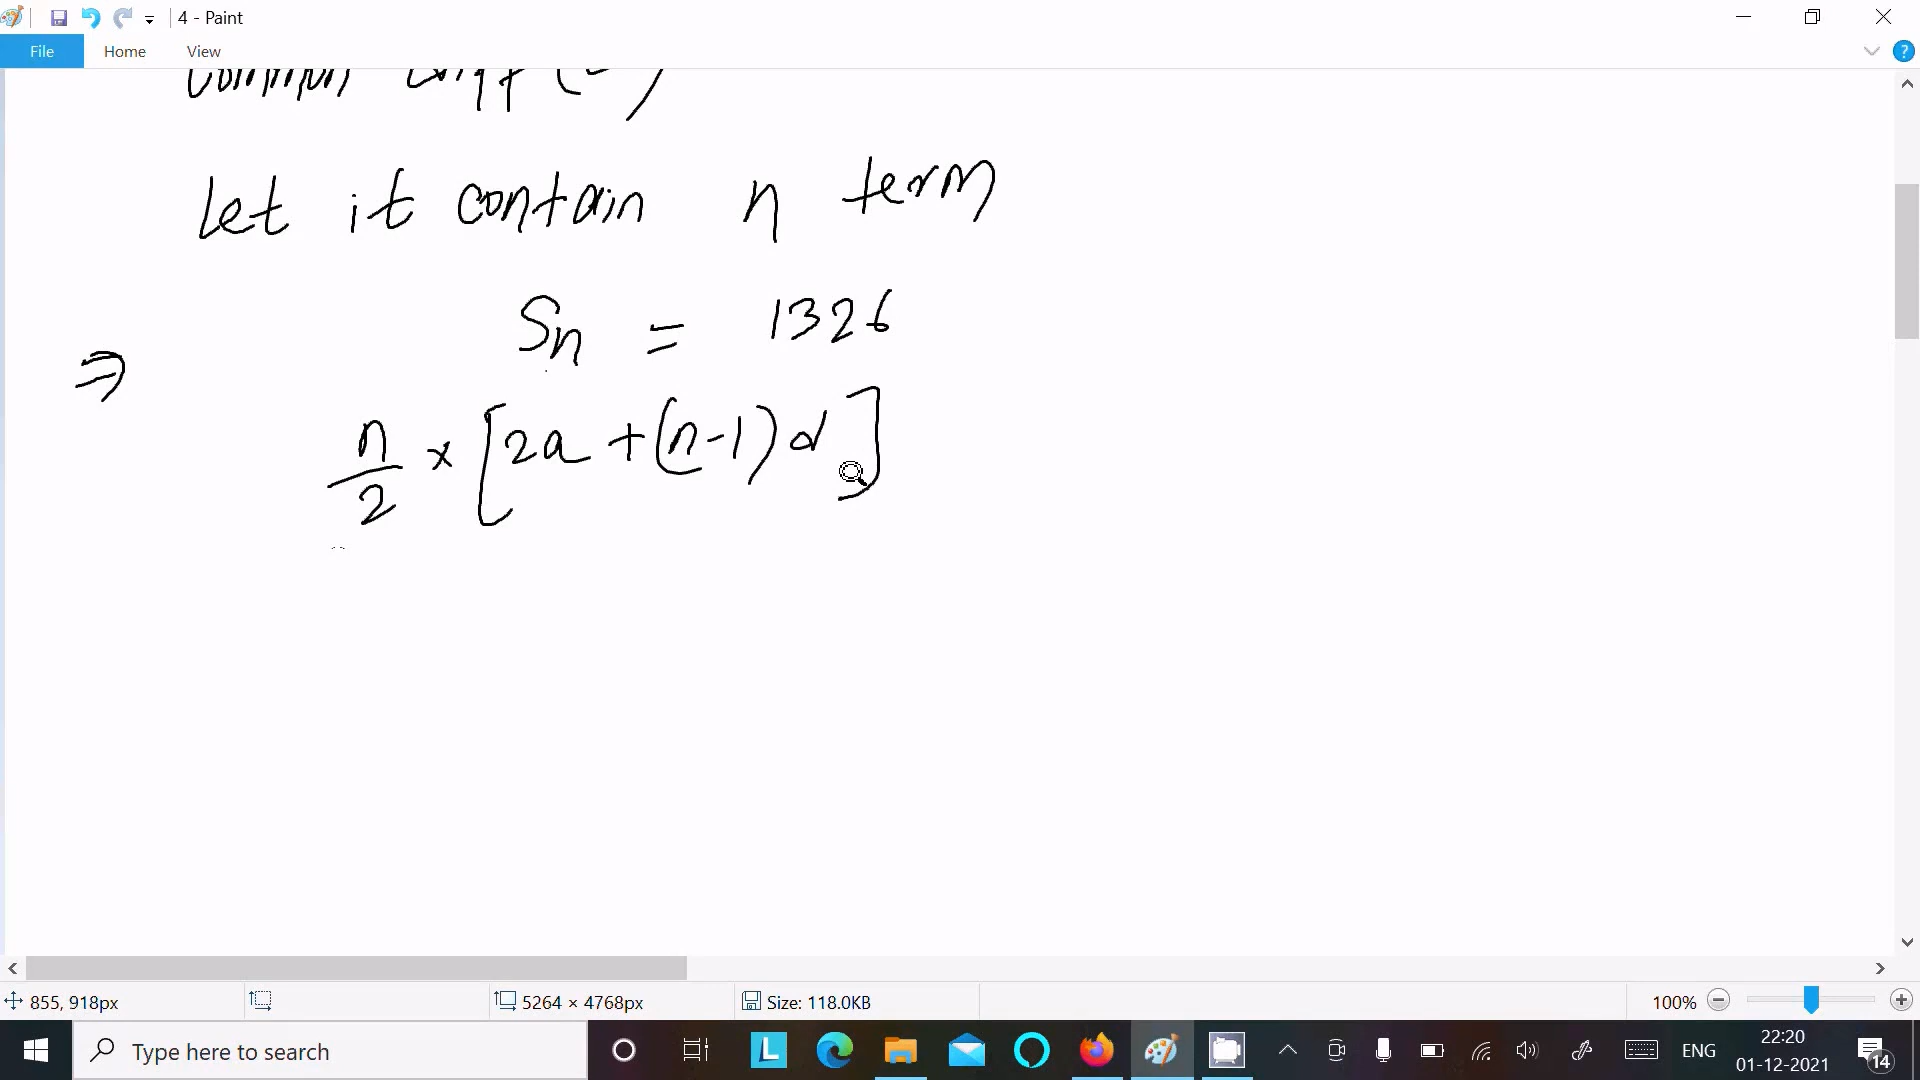 4 - Paint
File Home View
common
Let it contain n term
Sn = 1326
⇒
n/2 × [2a + (n-1)d]
855, 918px 5264 × 4768px Size: 118.0KB 100%
Type here to search
L
ENG
22:20
01-12-2021
14